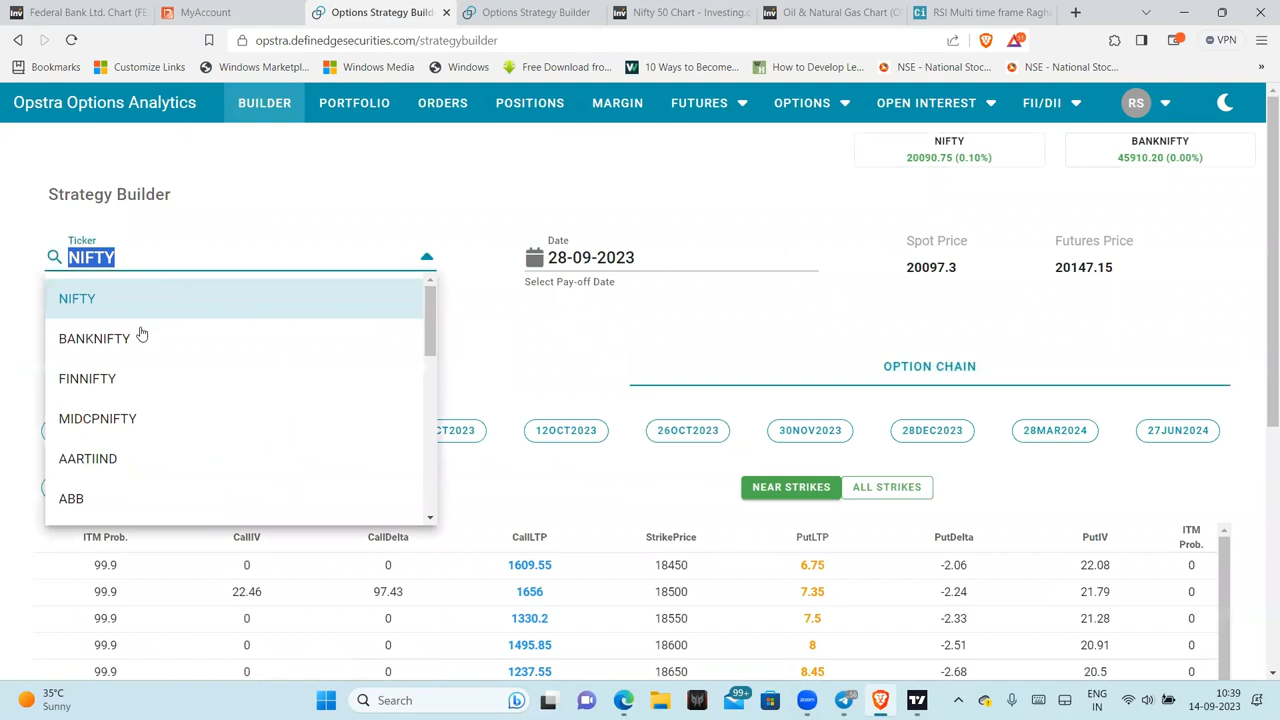 Federal Bank Ltd. Chart (FE
MyAccount
Options Strategy Builder
Options Strategy Builder
Nifty 50 Chart - Investing.c
Oil & Natural Gas Chart (O
RSI Multi time frame Ragh
opstra.definedgesecurities.com/strategybuilder
VPN
Bookmarks
Customize Links
Windows Marketpl...
Windows Media
Windows
Free Download fro...
10 Ways to Become...
How to Develop Le...
NSE - National Stoc...
NSE - National Stoc...
»
Opstra Options Analytics
BUILDER
PORTFOLIO
ORDERS
POSITIONS
MARGIN
FUTURES
OPTIONS
OPEN INTEREST
FII/DII
RS
NIFTY
20090.75 (0.10%)
BANKNIFTY
45910.20 (0.00%)
Strategy Builder
Ticker
NIFTY
Date
28-09-2023
Select Pay-off Date
Spot Price
20097.3
Futures Price
20147.15
NIFTY
BANKNIFTY
FINNIFTY
MIDCPNIFTY
AARTIIND
ABB
OPTION CHAIN
CT2023
12OCT2023
26OCT2023
30NOV2023
28DEC2023
28MAR2024
27JUN2024
NEAR STRIKES
ALL STRIKES
ITM Prob. CallIV CallDelta CallLTP StrikePrice PutLTP PutDelta PutIV ITM Prob.
99.9 0 0 1609.55 18450 6.75 -2.06 22.08 0
99.9 22.46 97.43 1656 18500 7.35 -2.24 21.79 0
99.9 0 0 1330.2 18550 7.5 -2.33 21.28 0
99.9 0 0 1495.85 18600 8 -2.51 20.91 0
99.9 0 0 1237.55 18650 8.45 -2.68 20.5 0
35°C
Sunny
Search
99+
zoom
ENG
IN
10:39
14-09-2023